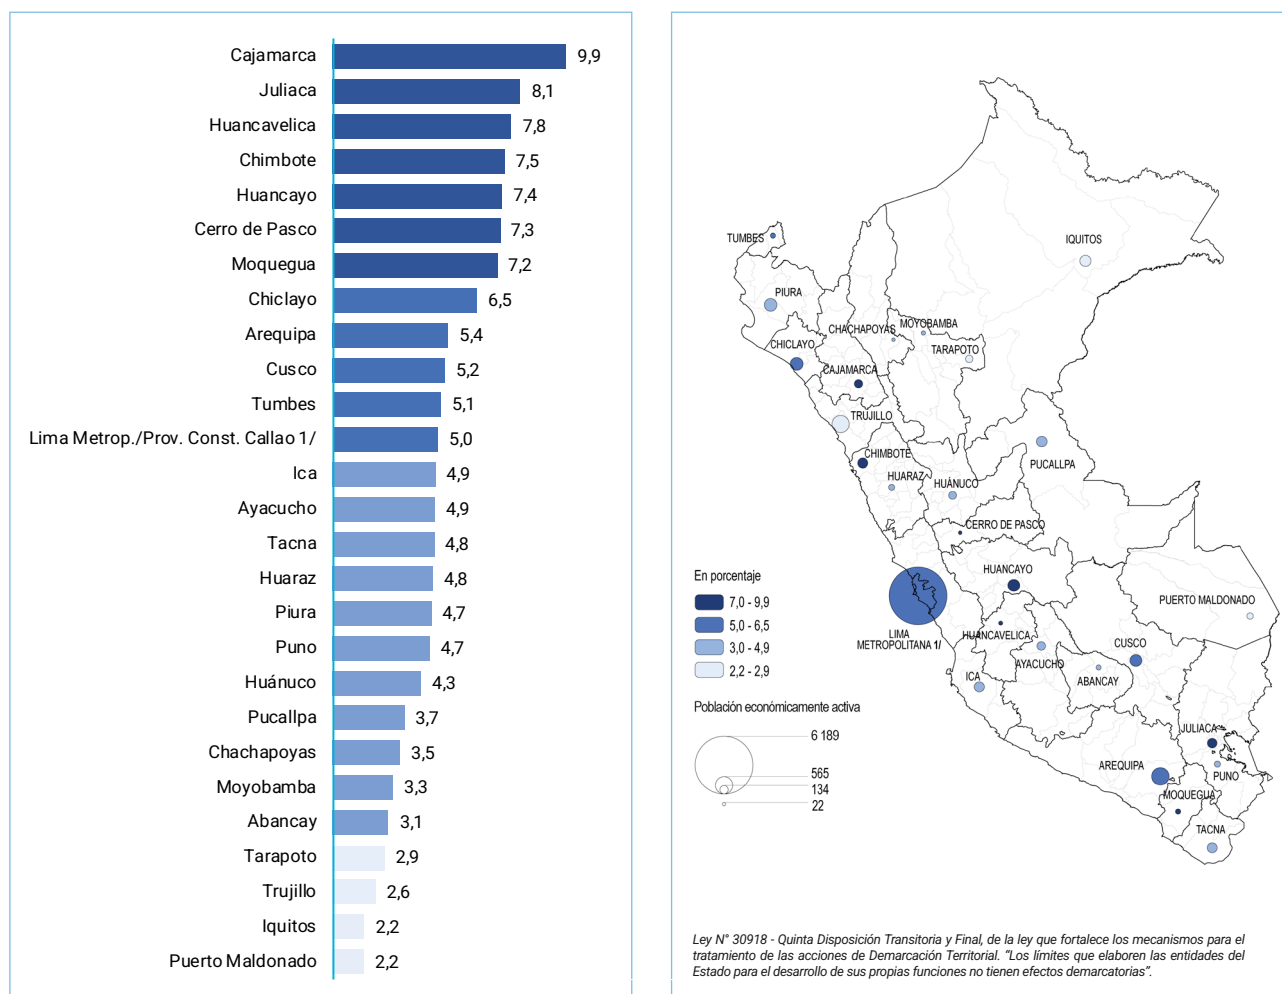 Cajamarca 9,9
Juliaca 8,1
Huancavelica 7,8
Chimbote 7,5
Huancayo 7,4
Cerro de Pasco 7,3
Moquegua 7,2
Chiclayo 6,5
Arequipa 5,4
Cusco 5,2
Tumbes 5,1
Lima Metrop./Prov. Const. Callao 1/ 5,0
Ica 4,9
Ayacucho 4,9
Tacna 4,8
Huaraz 4,8
Piura 4,7
Puno 4,7
Huánuco 4,3
Pucallpa 3,7
Chachapoyas 3,5
Moyobamba 3,3
Abancay 3,1
Tarapoto 2,9
Trujillo 2,6
Iquitos 2,2
Puerto Maldonado 2,2
TUMBES
IQUITOS
PIURA
MOYOBAMBA
CHACHAPOYAS
CHICLAYO
TARAPOTO
CAJAMARCA
TRUJILLO
CHIMBOTE
PUCALLPA
HUARAZ
HUÁNUCO
CERRO DE PASCO
HUANCAYO
PUERTO MALDONADO
LIMA
METROPOLITANA 1/
HUANCAVELICA
CUSCO
AYACUCHO
ICA
ABANCAY
JULIACA
AREQUIPA
PUNO
MOQUEGUA
TACNA
En porcentaje
7,0 - 9,9
5,0 - 6,5
3,0 - 4,9
2,2 - 2,9
Población económicamente activa
6 189
565
134
22
Ley N° 30918 - Quinta Disposición Transitoria y Final, de la ley que fortalece los mecanismos para el
tratamiento de las acciones de Demarcación Territorial. "Los límites que elaboren las entidades del
Estado para el desarrollo de sus propias funciones no tienen efectos demarcatorias".